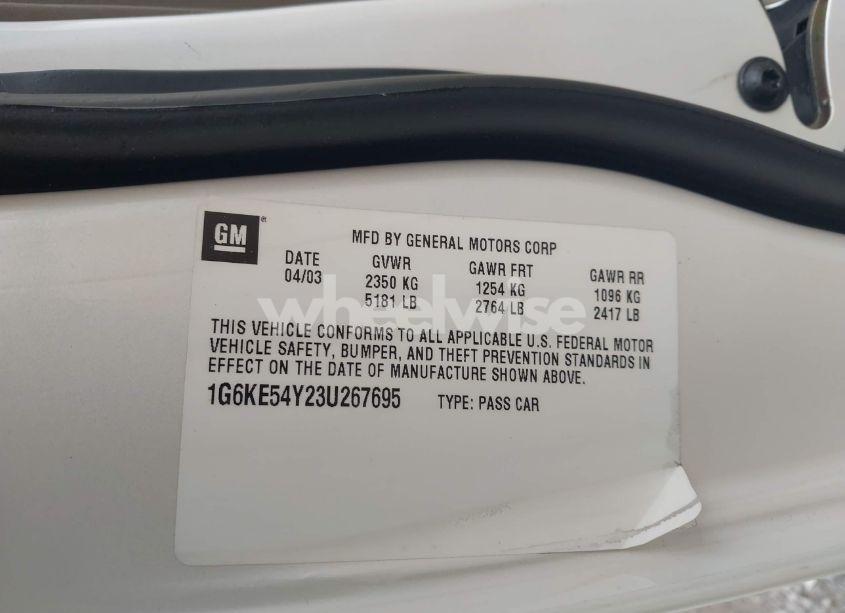 GM
MFD BY GENERAL MOTORS CORP
DATE GVWR GAWR FRT GAWR RR
04/03 2350 KG 1254 KG 1096 KG
5181 LB 2764 LB 2417 LB
wheelwise
THIS VEHICLE CONFORMS TO ALL APPLICABLE U.S. FEDERAL MOTOR
VEHICLE SAFETY, BUMPER, AND THEFT PREVENTION STANDARDS IN
EFFECT ON THE DATE OF MANUFACTURE SHOWN ABOVE.
1G6KE54Y23U267695 TYPE: PASS CAR